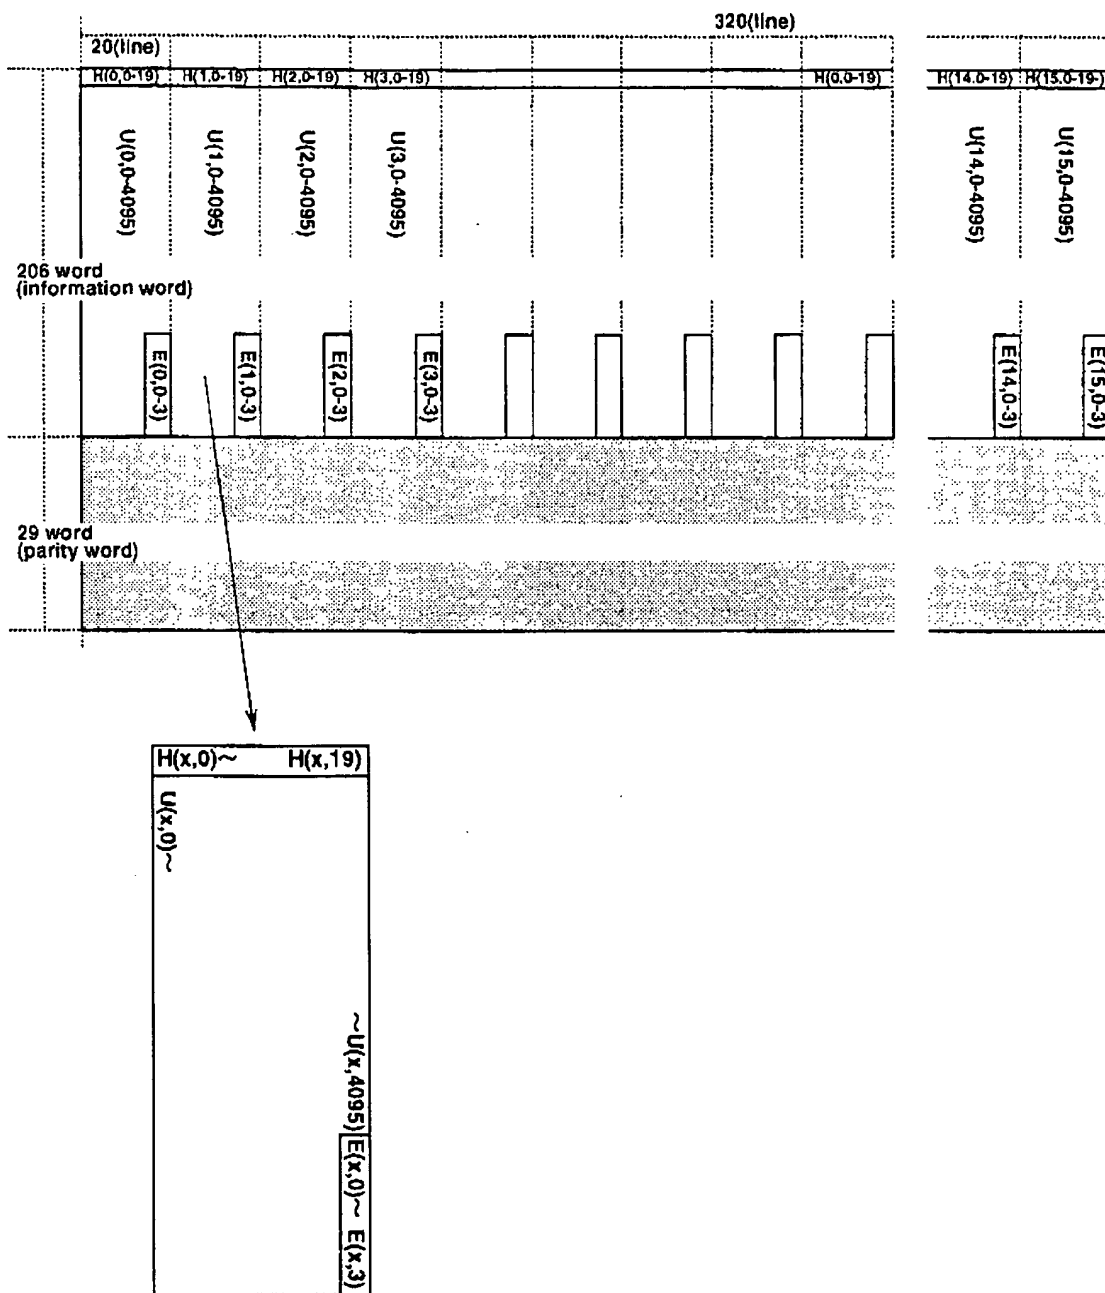 320(line)
20(line)
H(0,0-19) H(1,0-19) H(2,0-19) H(3,0-19) H(0,0-19) H(14.0-19) H(15.0-19-)
U(0,0-4095)
U(1,0-4095)
U(2,0-4095)
U(3,0-4095)
U(14,0-4095)
U(15,0-4095)
206 word
(information word)
E(0,0-3)
E(1,0-3)
E(2,0-3)
E(3,0-3)
E(14,0-3)
E(15,0-3)
29 word
(parity word)
H(x,0)~ H(x,19)
U(x,0)~
~U(x,4095)
E(x,0)~ E(x,3)